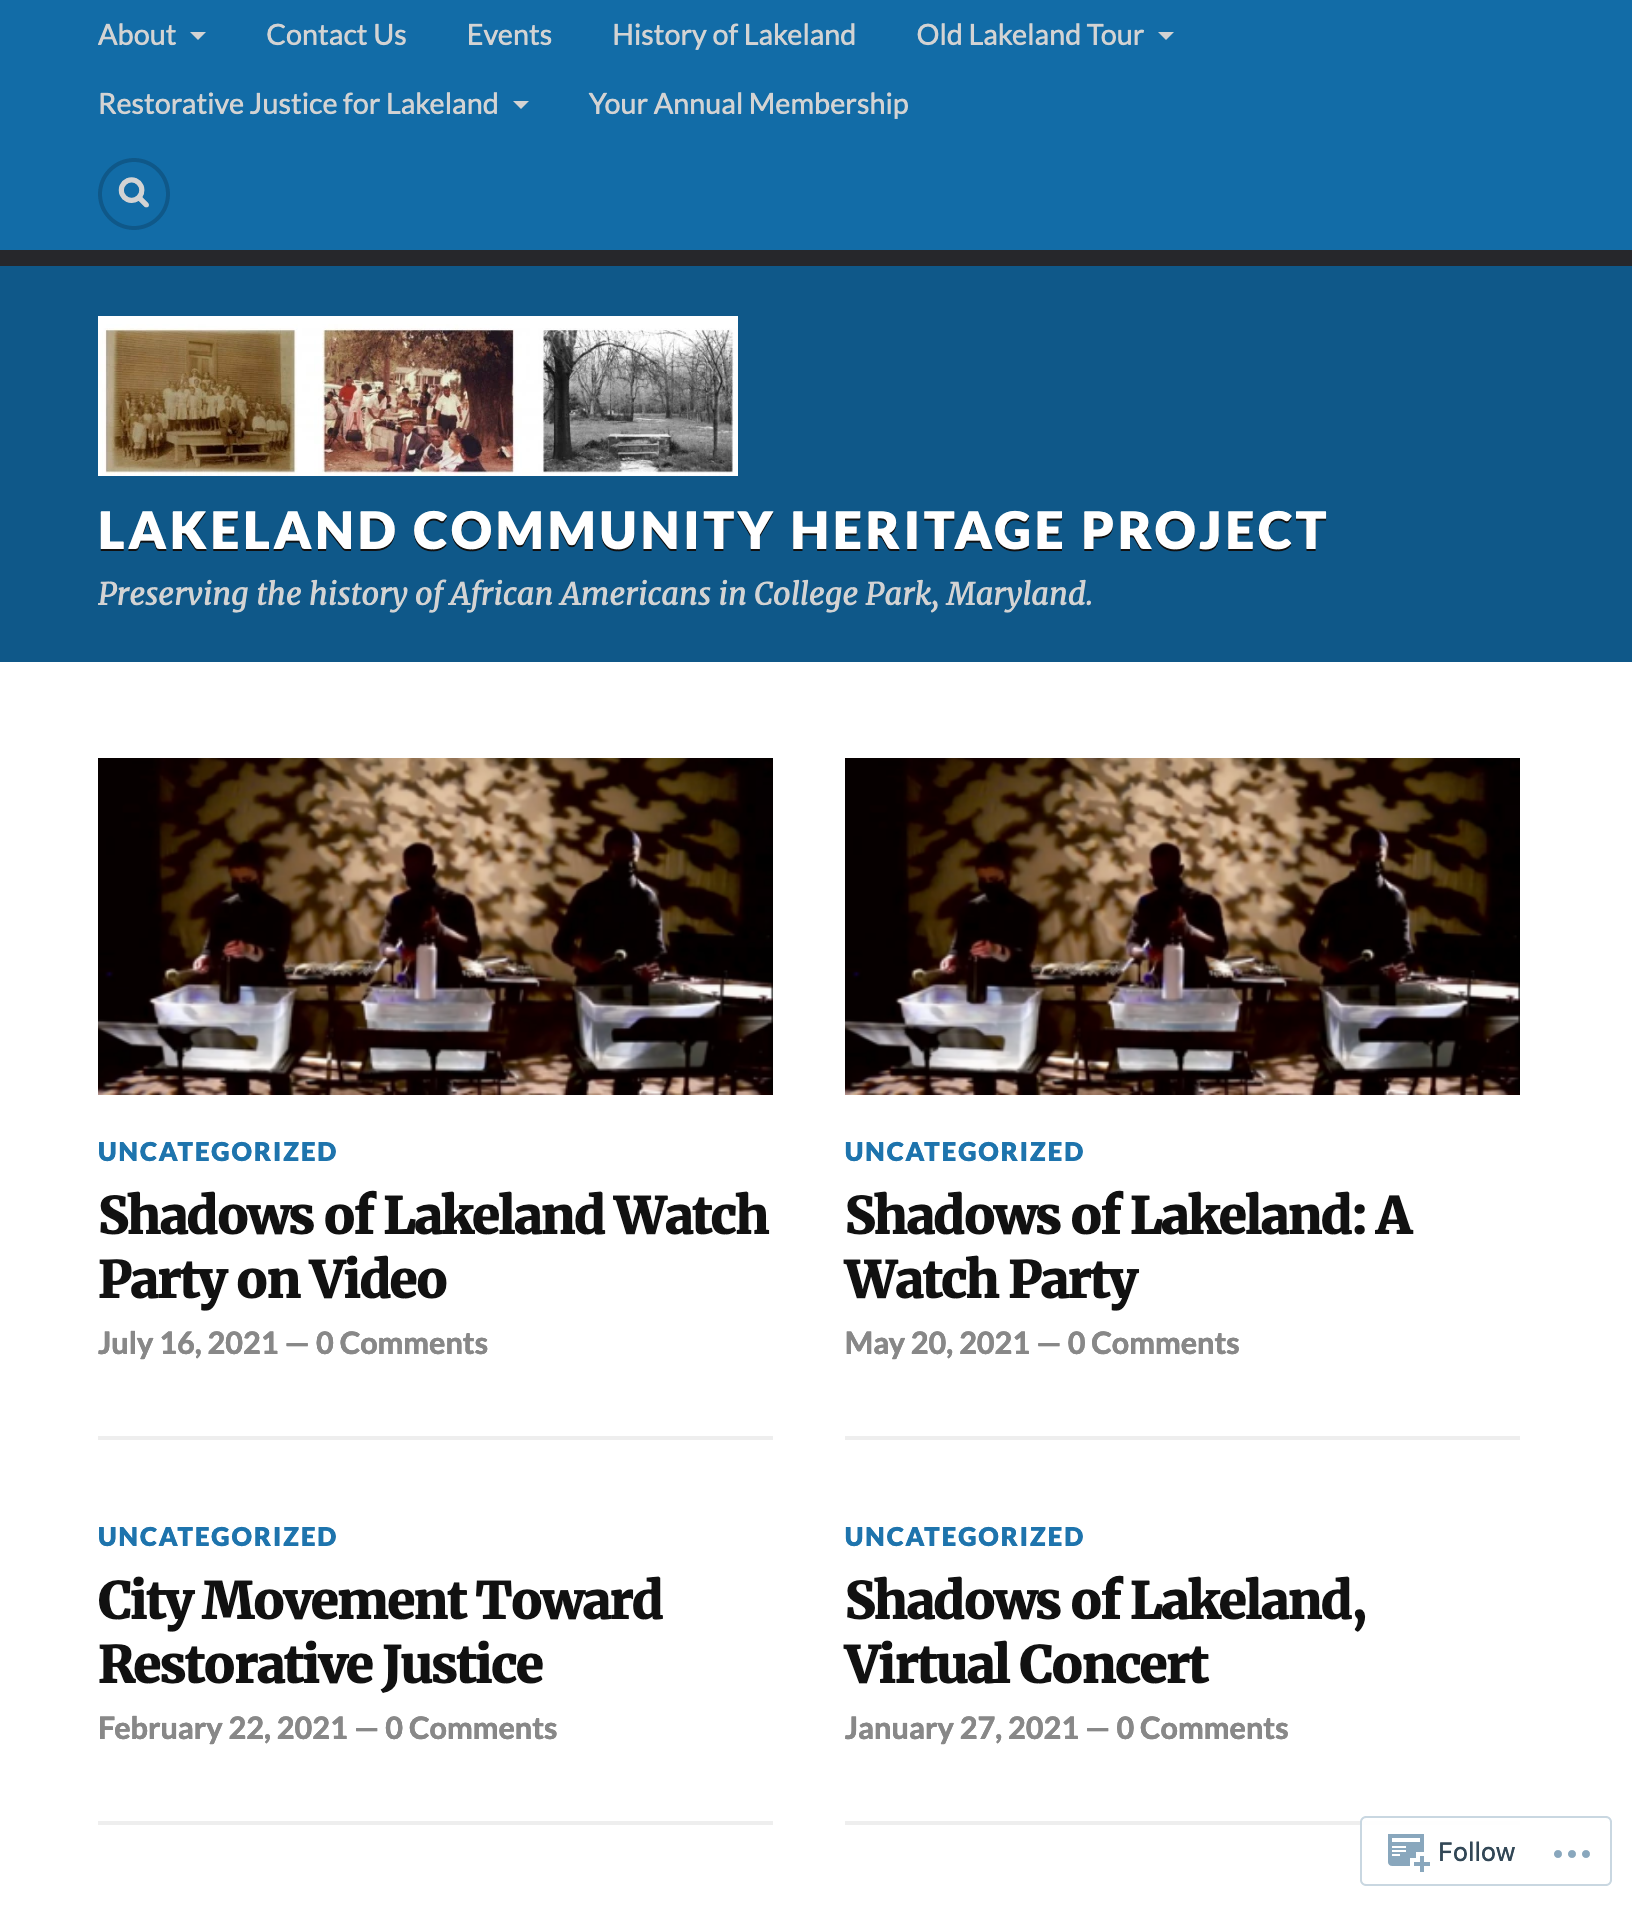 About
Contact Us
Events
History of Lakeland
Old Lakeland Tour
Restorative Justice for Lakeland
Your Annual Membership
LAKELAND COMMUNITY HERITAGE PROJECT
Preserving the history of African Americans in College Park, Maryland.
UNCATEGORIZED
Shadows of Lakeland Watch
Party on Video
July 16, 2021 — 0 Comments
UNCATEGORIZED
Shadows of Lakeland: A
Watch Party
May 20, 2021 — 0 Comments
UNCATEGORIZED
City Movement Toward
Restorative Justice
February 22, 2021 — 0 Comments
UNCATEGORIZED
Shadows of Lakeland,
Virtual Concert
January 27, 2021 — 0 Comments
Follow